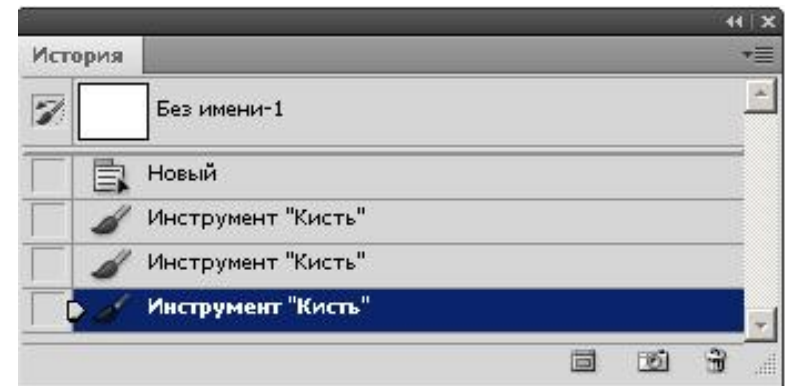 История
Без имени-1
Новый
Инструмент "Кисть"
Инструмент "Кисть"
Инструмент "Кисть"